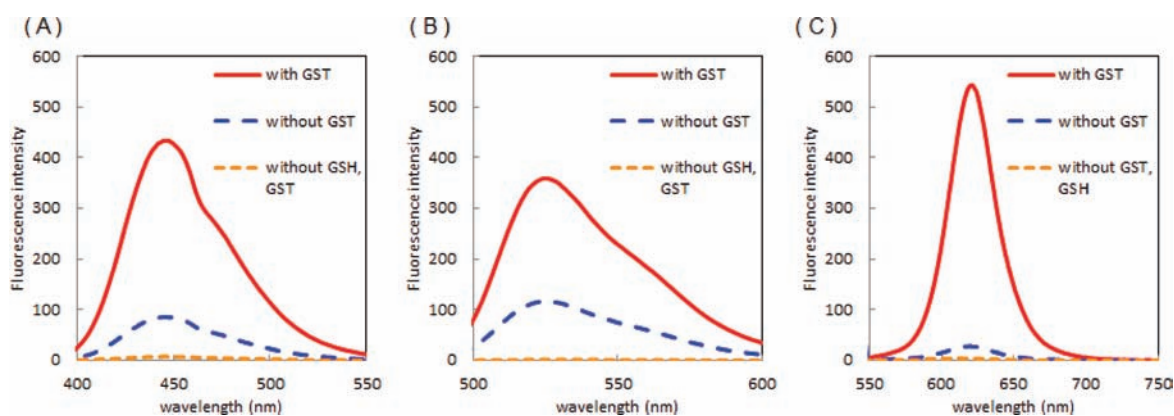 ( A )
600
500
400
300
200
100
0
Fluorescence intensity
with GST
without GST
without GSH,
GST
400 450 500 550
wavelength (nm)
( B )
600
500
400
300
200
100
0
Fluorescence intensity
with GST
without GST
without GSH,
GST
500 550 600
wavelength (nm)
( C )
600
500
400
300
200
100
0
Fluorescence intensity
with GST
without GST
without GST,
GSH
550 600 650 700 750
wavelength (nm)